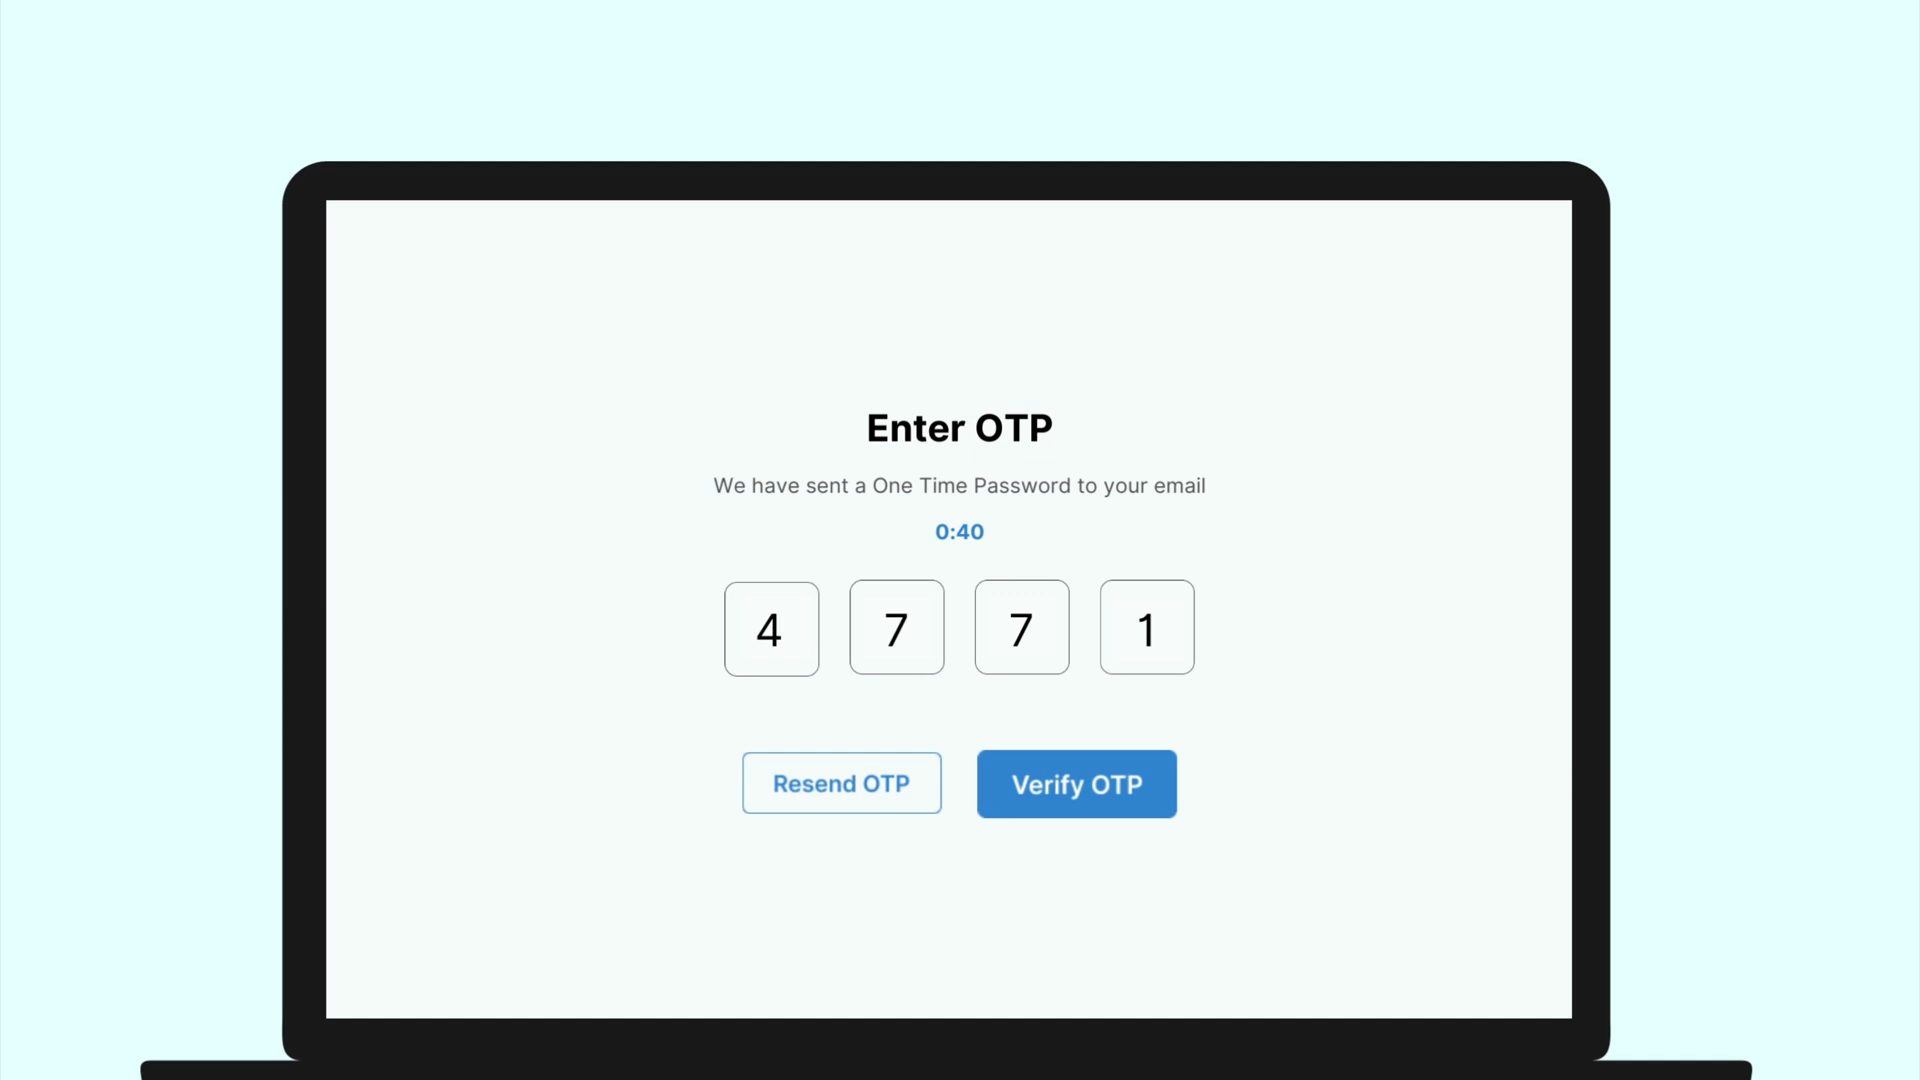 Enter OTP
We have sent a One Time Password to your email
0:40
4 7 7 1
Resend OTP Verify OTP